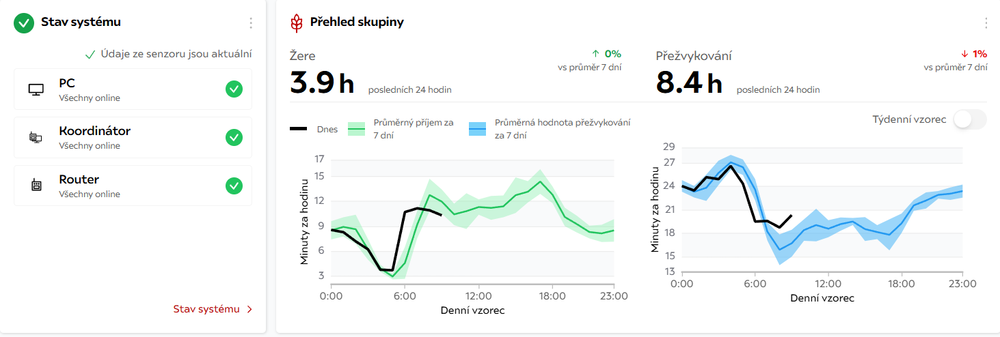 Stav systému
Údaje ze senzoru jsou aktuální
PC
Všechny online
Koordinátor
Všechny online
Router
Všechny online
Stav systému
Přehled skupiny
Žere
0%
vs průměr 7 dní
3.9 h
posledních 24 hodin
Přežvykování
1%
vs průměr 7 dní
8.4 h
posledních 24 hodin
Dnes
Průměrný příjem za
7 dní
Průměrná hodnota přežvykování
za 7 dní
Týdenní vzorec
Minuty za hodinu
17
15
12
9
6
3
0:00
6:00
12:00
18:00
23:00
Denní vzorec
Minuty za hodinu
29
27
24
21
18
15
13
0:00
6:00
12:00
18:00
23:00
Denní vzorec